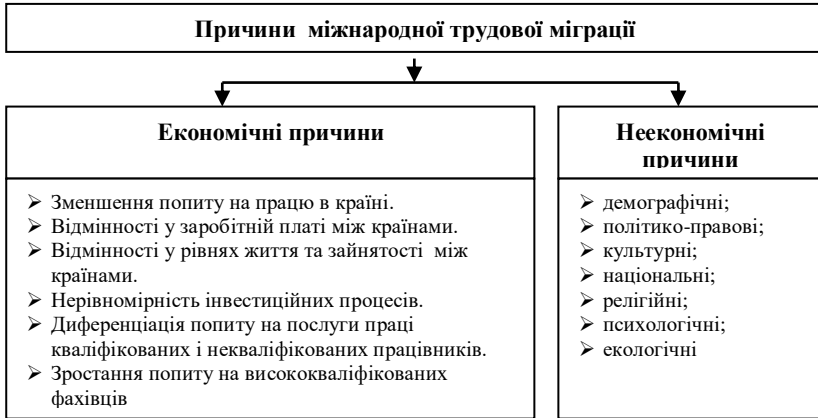 Причини міжнародної трудової міграції
Економічні причини
Зменшення попиту на працю в країні.
Відмінності у заробітній платі між країнами.
Відмінності у рівнях життя та зайнятості між
країнами.
Нерівномірність інвестиційних процесів.
Диференціація попиту на послуги праці
кваліфікованих і некваліфікованих працівників.
Зростання попиту на висококваліфікованих
фахівців
Неекономічні
причини
демографічні;
політико-правові;
культурні;
національні;
релігійні;
психологічні;
екологічні